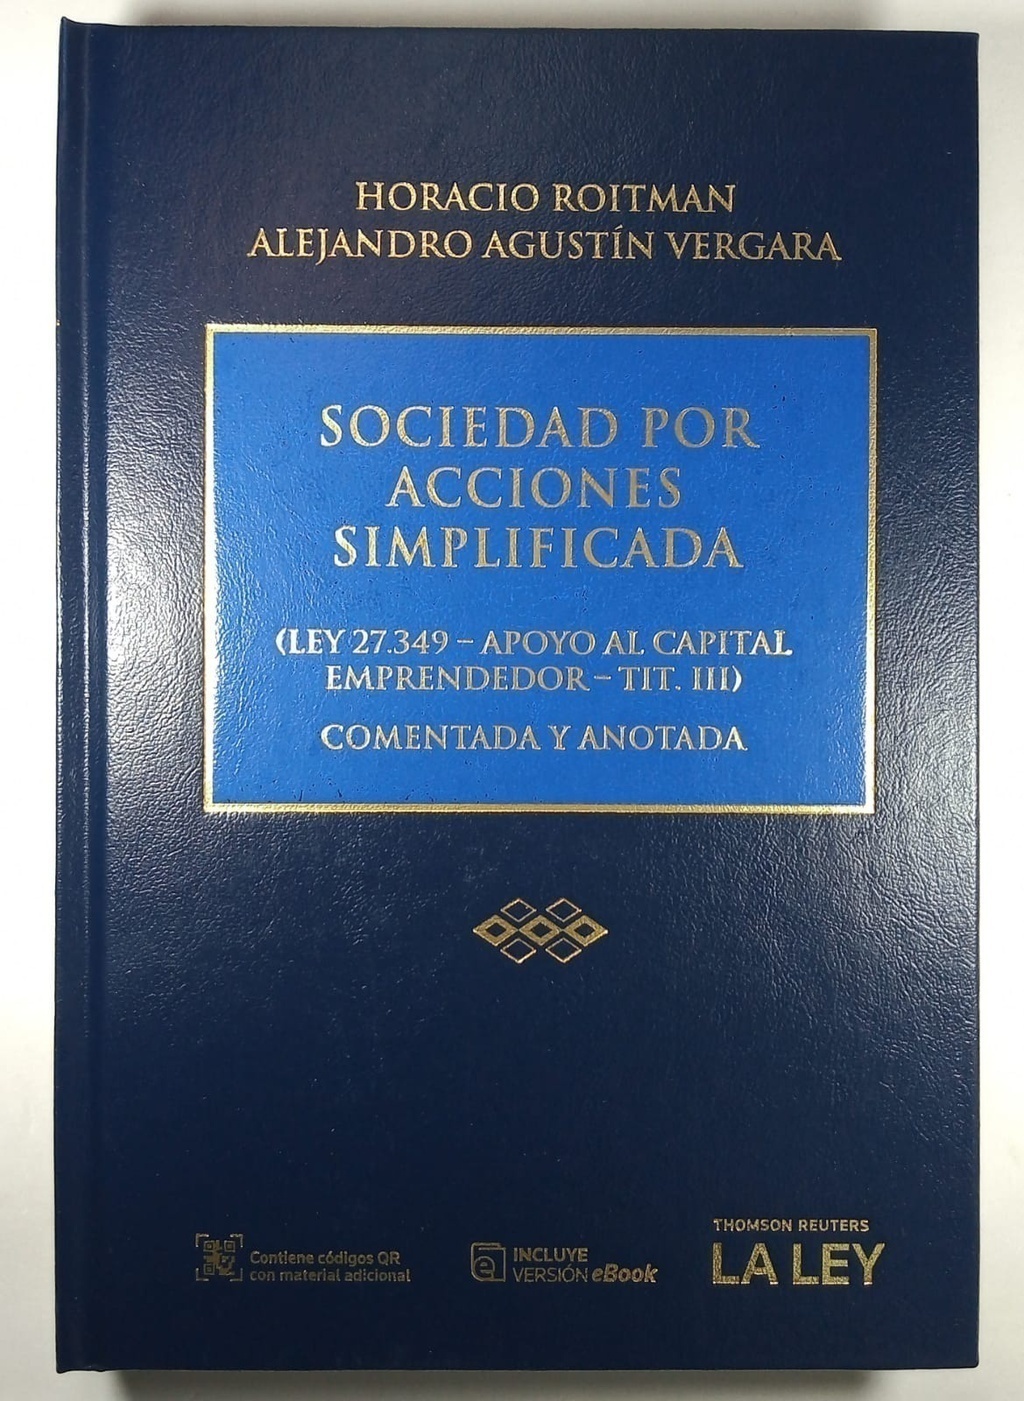 HORACIO ROITMAN
ALEJANDRO AGUSTÍN VERGARA
SOCIEDAD POR
ACCIONES
SIMPLIFICADA
(LEY 27.349 – APOYO AL CAPITAL
EMPRENDEDOR – TIT. III)
COMENTADA Y ANOTADA
Contiene códigos QR
con material adicional
e
INCLUYE
VERSIÓN eBook
THOMSON REUTERS
LA LEY